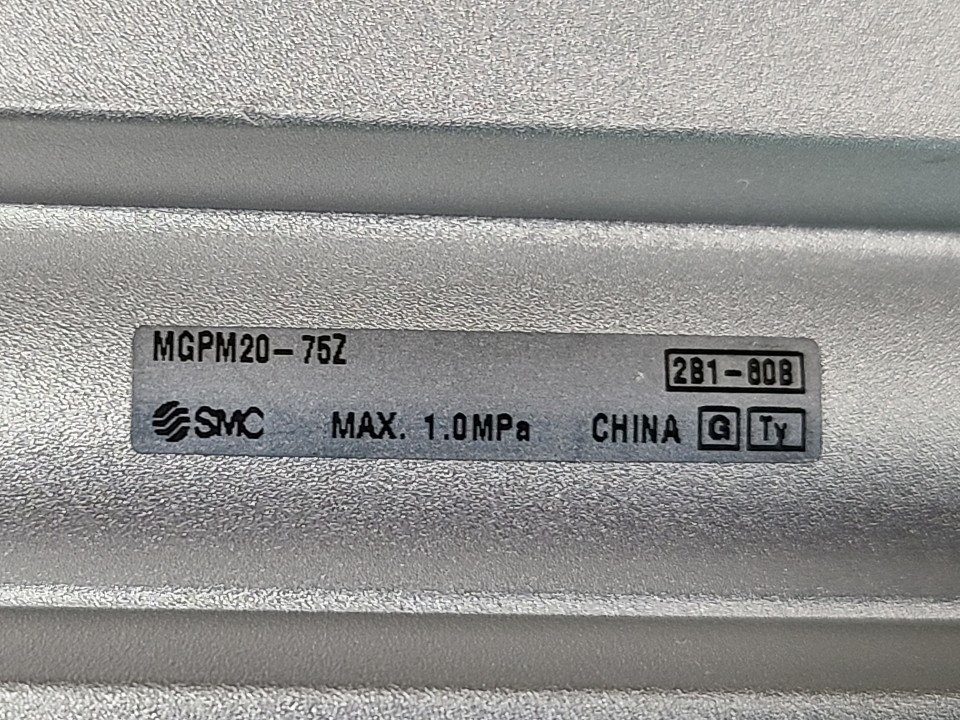 MGPM20-75Z
2B1-80B
SMC MAX. 1.0MPa CHINA G Ty